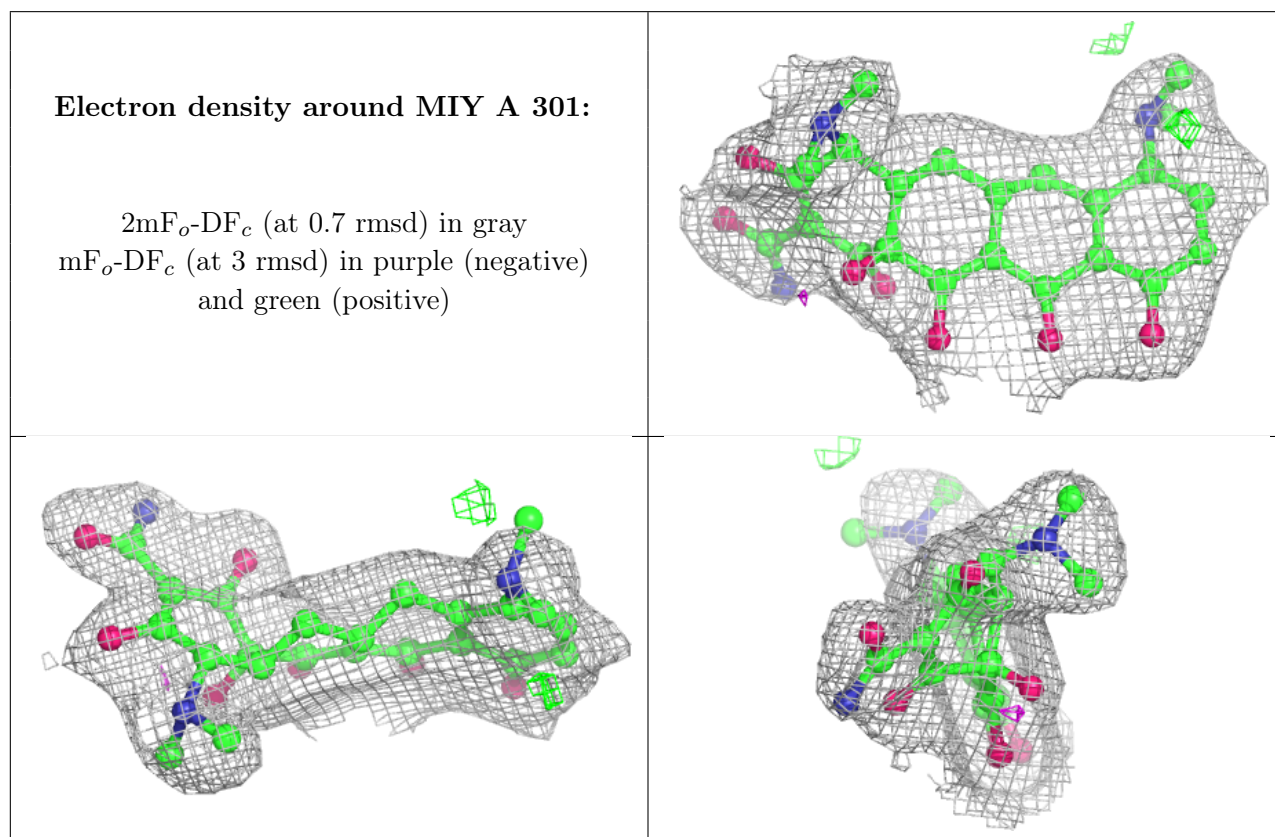 Electron density around MIY A 301:
2mFo-DFc (at 0.7 rmsd) in gray
mFo-DFc (at 3 rmsd) in purple (negative)
and green (positive)